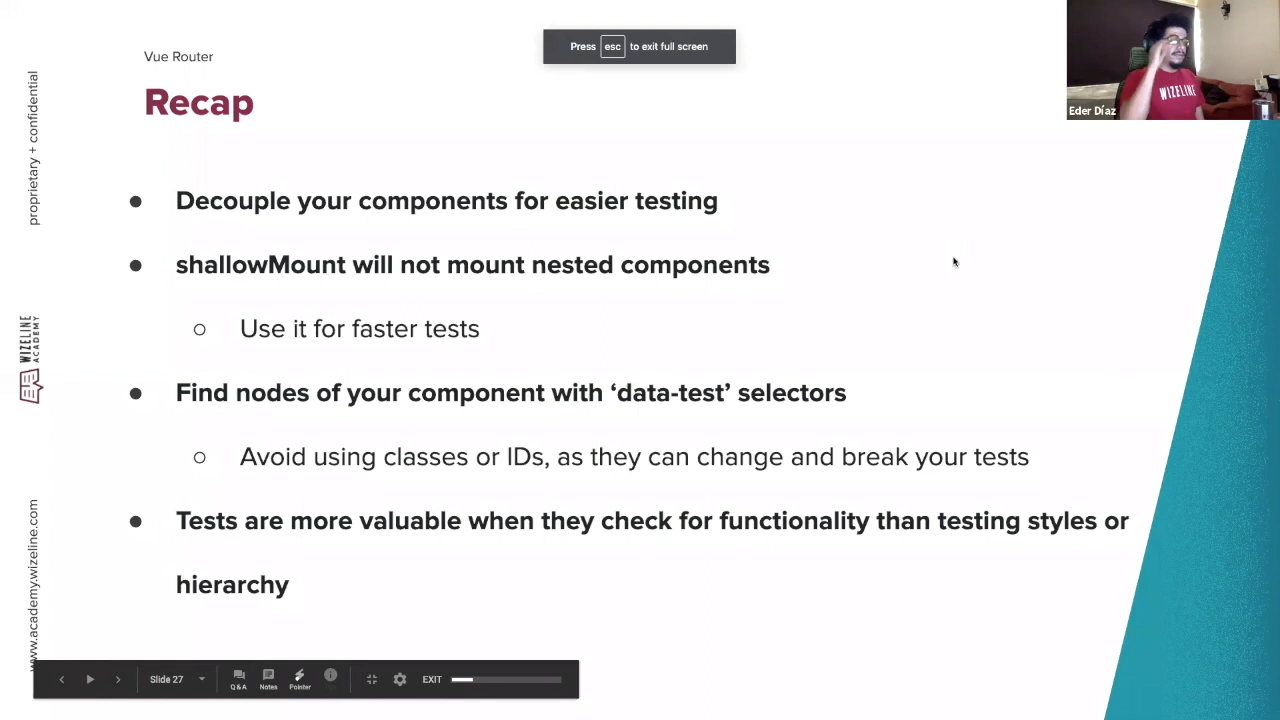 Vue Router
Recap
Press esc to exit full screen
WIZELINE
Eder Díaz
proprietary + confidential
WIZELINE
ACADEMY
www.academy.wizeline.com
● Decouple your components for easier testing
● shallowMount will not mount nested components
○ Use it for faster tests
● Find nodes of your component with ‘data-test’ selectors
○ Avoid using classes or IDs, as they can change and break your tests
● Tests are more valuable when they check for functionality than testing styles or
hierarchy
Slide 27
Q&A
Notes
Pointer
EXIT